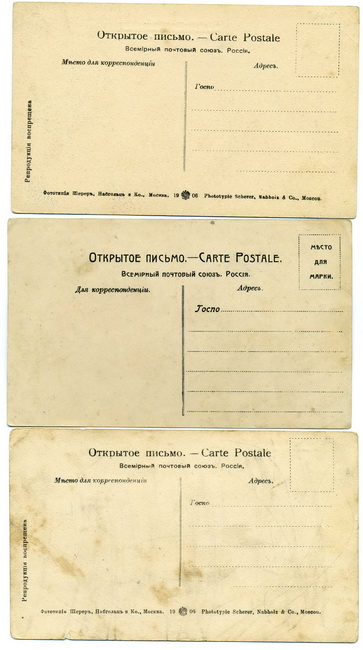 Открытое письмо. — Carte Postale
Всемірный почтовый союзъ. Россія.
Мѣсто для корреспонденціи
Адресъ.
Госпо
Репродукція воспрещена
Фототипія Шереръ, Набгольцъ и Ко., Москва. 19 06 Phototypie Scherer, Nabholz & Co., Moscou.
ОТКРЫТОЕ ПИСЬМО.—CARTE POSTALE.
ВСЕМІРНЫЙ ПОЧТОВЫЙ СОЮЗЪ. РОССІЯ.
МѢСТО
ДЛЯ
МАРКИ.
Для корреспонденціи.
Адресъ
Госпо
Открытое письмо. — Carte Postale
Всемірный почтовый союзъ. Россія,
Мѣсто для корреспонденціи
Адресъ.
Госпо
Репродукція воспрещена
Фототипія Шереръ, Набгольцъ и Ко., Москва. 19 Phototypie Scherer, Nabholz & Co., Moscou.